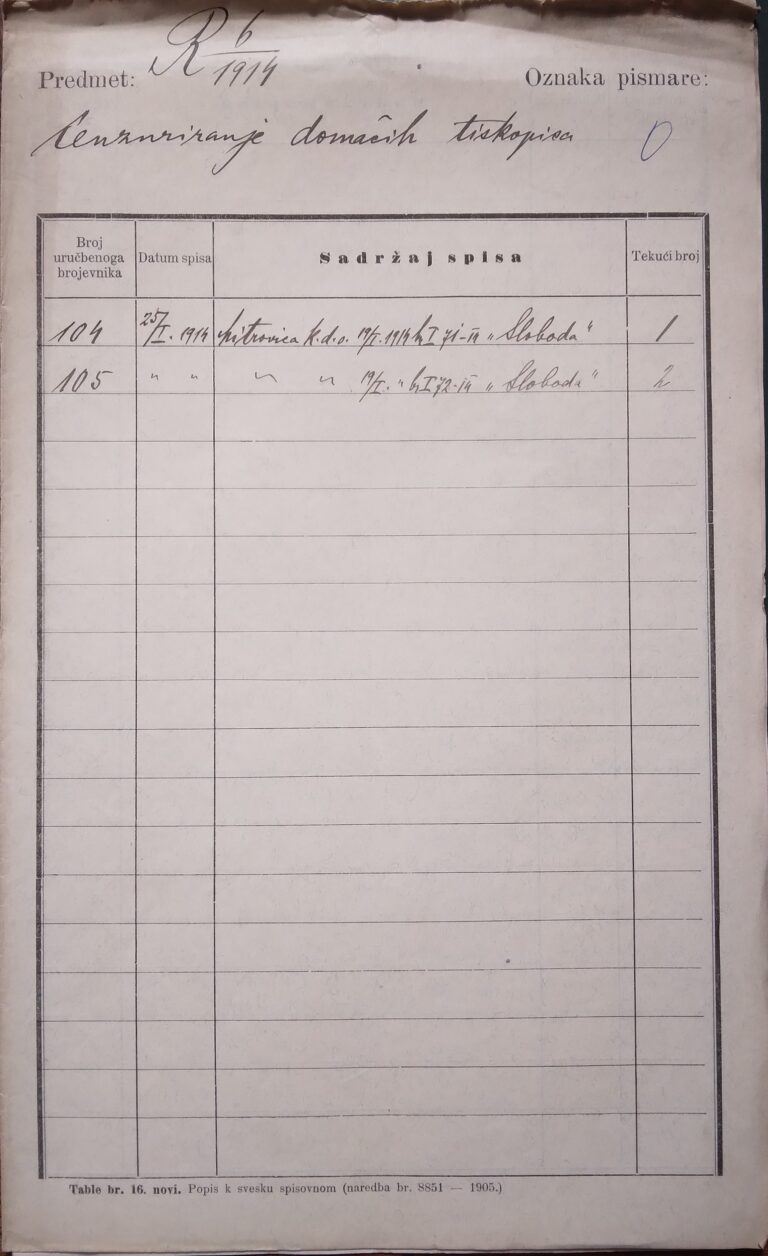 R 6/1914
Predmet: Oznaka pismare:
Cenzuriranje domaćih tiskopisa 0
Broj uručbenoga brojevnika Datum spisa Sadržaj spisa Tekući broj
104 25/I. 1914 Mitrovica k.d.o. 19/I. 1914 br I 71-14 „Sloboda" 1
105 " " " " 19/I. " br I 72-14 „Sloboda" 2
Table br. 16. novi. Popis k svesku spisovnom (naredba br. 8851 — 1905.)